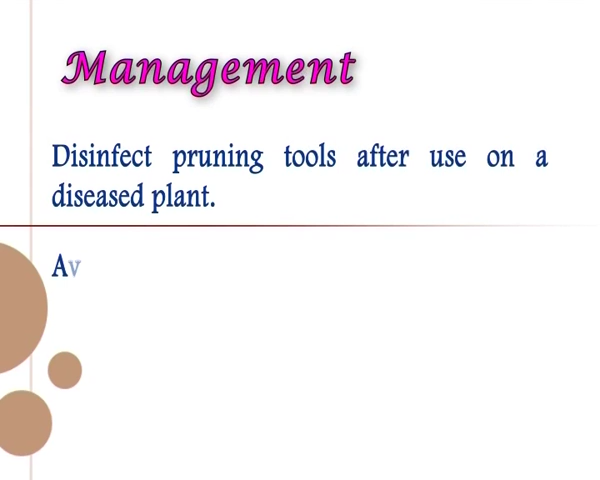 Management
Disinfect pruning tools after use on a
diseased plant.
Av